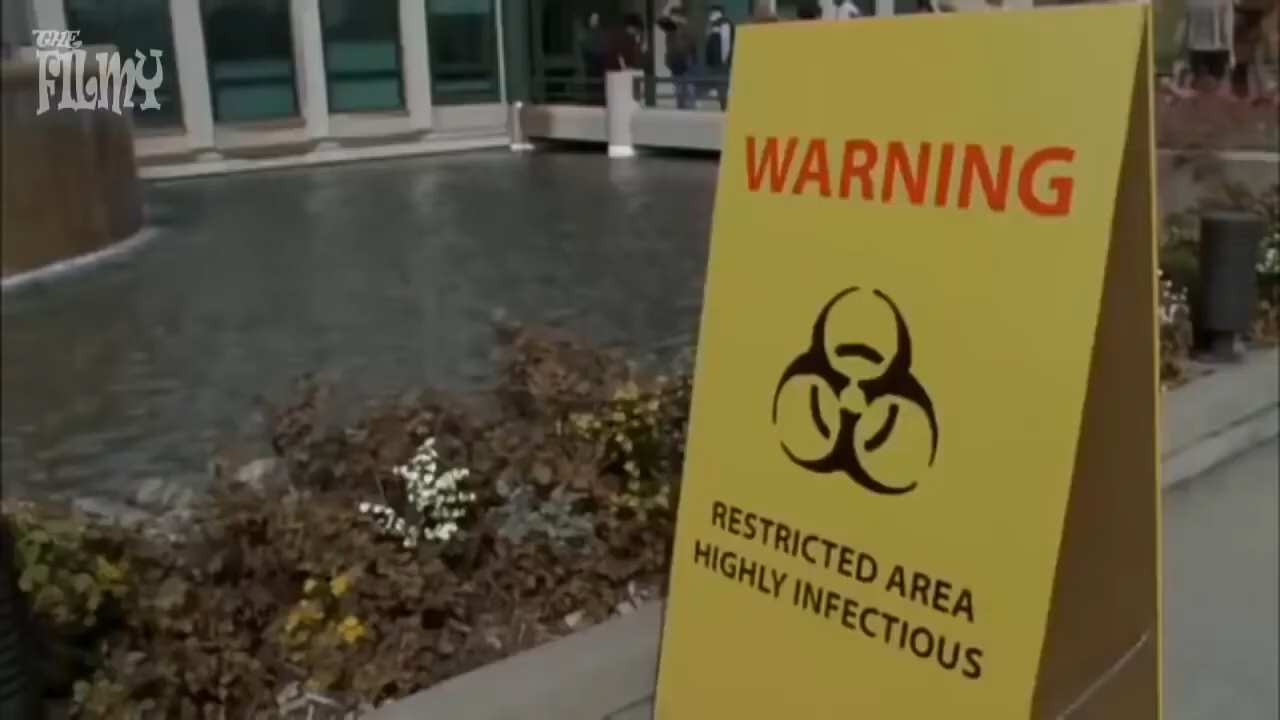 THE
FILMY
WARNING
RESTRICTED AREA
HIGHLY INFECTIOUS